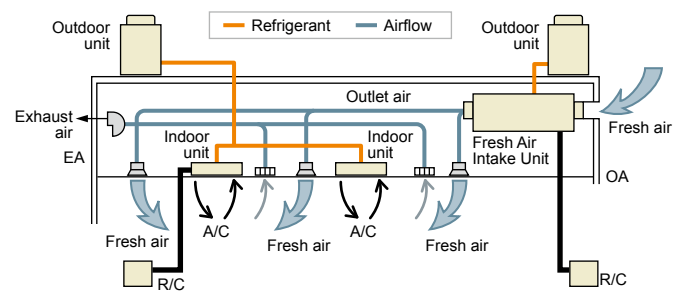 Outdoor
unit
Refrigerant
Airflow
Outdoor
unit
Outlet air
Exhaust
air
Fresh air
Indoor
unit
Indoor
unit
Fresh Air
Intake Unit
EA
OA
Fresh air
A/C
Fresh air
A/C
Fresh air
R/C
R/C